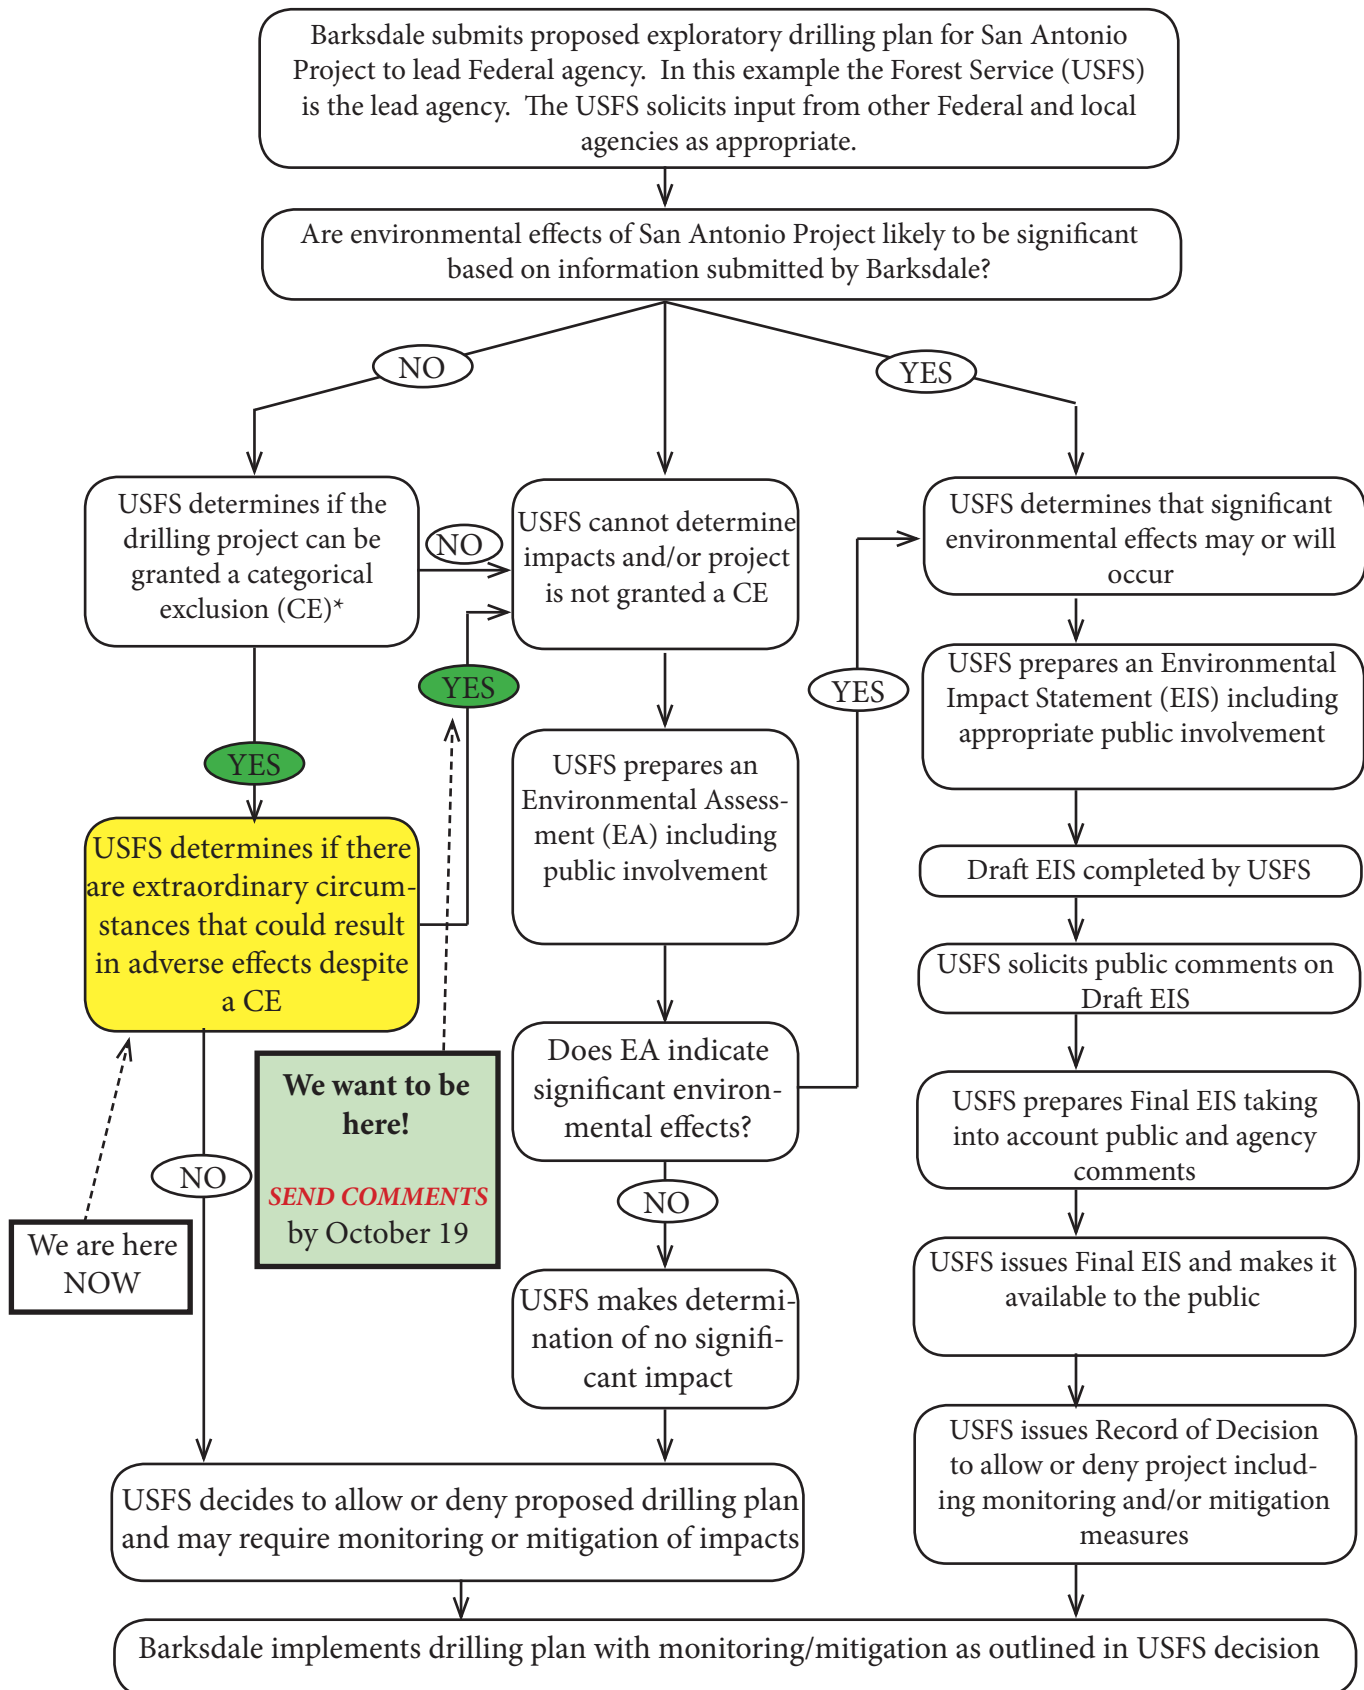 Barksdale submits proposed exploratory drilling plan for San Antonio
Project to lead Federal agency.  In this example the Forest Service (USFS)
is the lead agency.  The USFS solicits input from other Federal and local
agencies as appropriate.
Are environmental effects of San Antonio Project likely to be significant
based on information submitted by Barksdale?
NO
YES
USFS determines if the
drilling project can be
granted a categorical
exclusion (CE)*
NO
USFS cannot determine
impacts and/or project
is not granted a CE
USFS determines that significant
environmental effects may or will
occur
YES
YES
YES
USFS prepares an Environmental
Impact Statement (EIS) including
appropriate public involvement
USFS prepares an
Environmental Assess-
ment (EA) including
public involvement
USFS determines if there
are extraordinary circum-
stances that could result
in adverse effects despite
a CE
Draft EIS completed by USFS
USFS solicits public comments on
Draft EIS
Does EA indicate
significant environ-
mental effects?
We want to be
here!
SEND COMMENTS
by October 19
USFS prepares Final EIS taking
into account public and agency
comments
NO
NO
We are here
NOW
USFS issues Final EIS and makes it
available to the public
USFS makes determi-
nation of no signifi-
cant impact
USFS issues Record of Decision
to allow or deny project includ-
ing monitoring and/or mitigation
measures
USFS decides to allow or deny proposed drilling plan
and may require monitoring or mitigation of impacts
Barksdale implements drilling plan with monitoring/mitigation as outlined in USFS decision